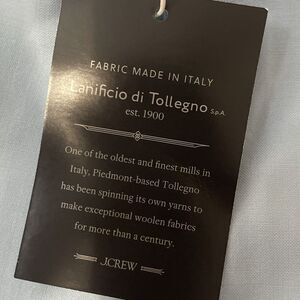 FABRIC MADE IN ITALY
Lanificio di Tollegno S.p.A.
est. 1900
One of the oldest and finest mills in
Italy, Piedmont-based Tollegno
has been spinning its own yarns to
make exceptional woolen fabrics
for more than a century.
J.CREW